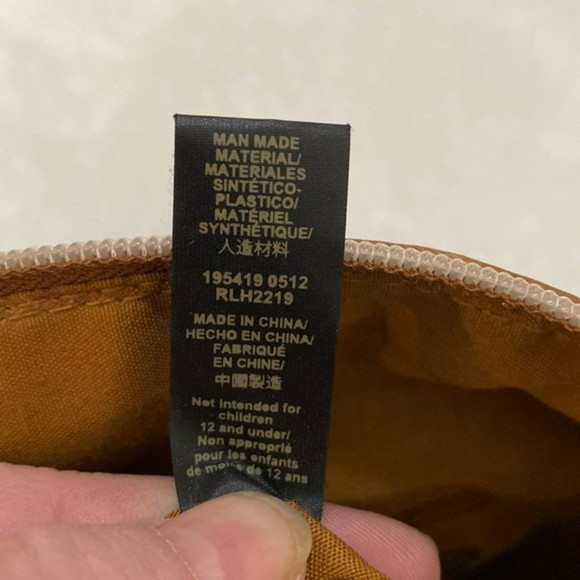 MAN MADE
MATERIAL/
MATERIALES
SINTÉTICO-
PLASTICO/
MATÉRIEL
SYNTHÉTIQUE/
人造材料
195419 0512
RLH2219
MADE IN CHINA/
HECHO EN CHINA/
FABRIQUÉ
EN CHINE/
中國製造
Not intended for
children
12 and under/
Non approprié
pour les enfants
de moins de 12 ans